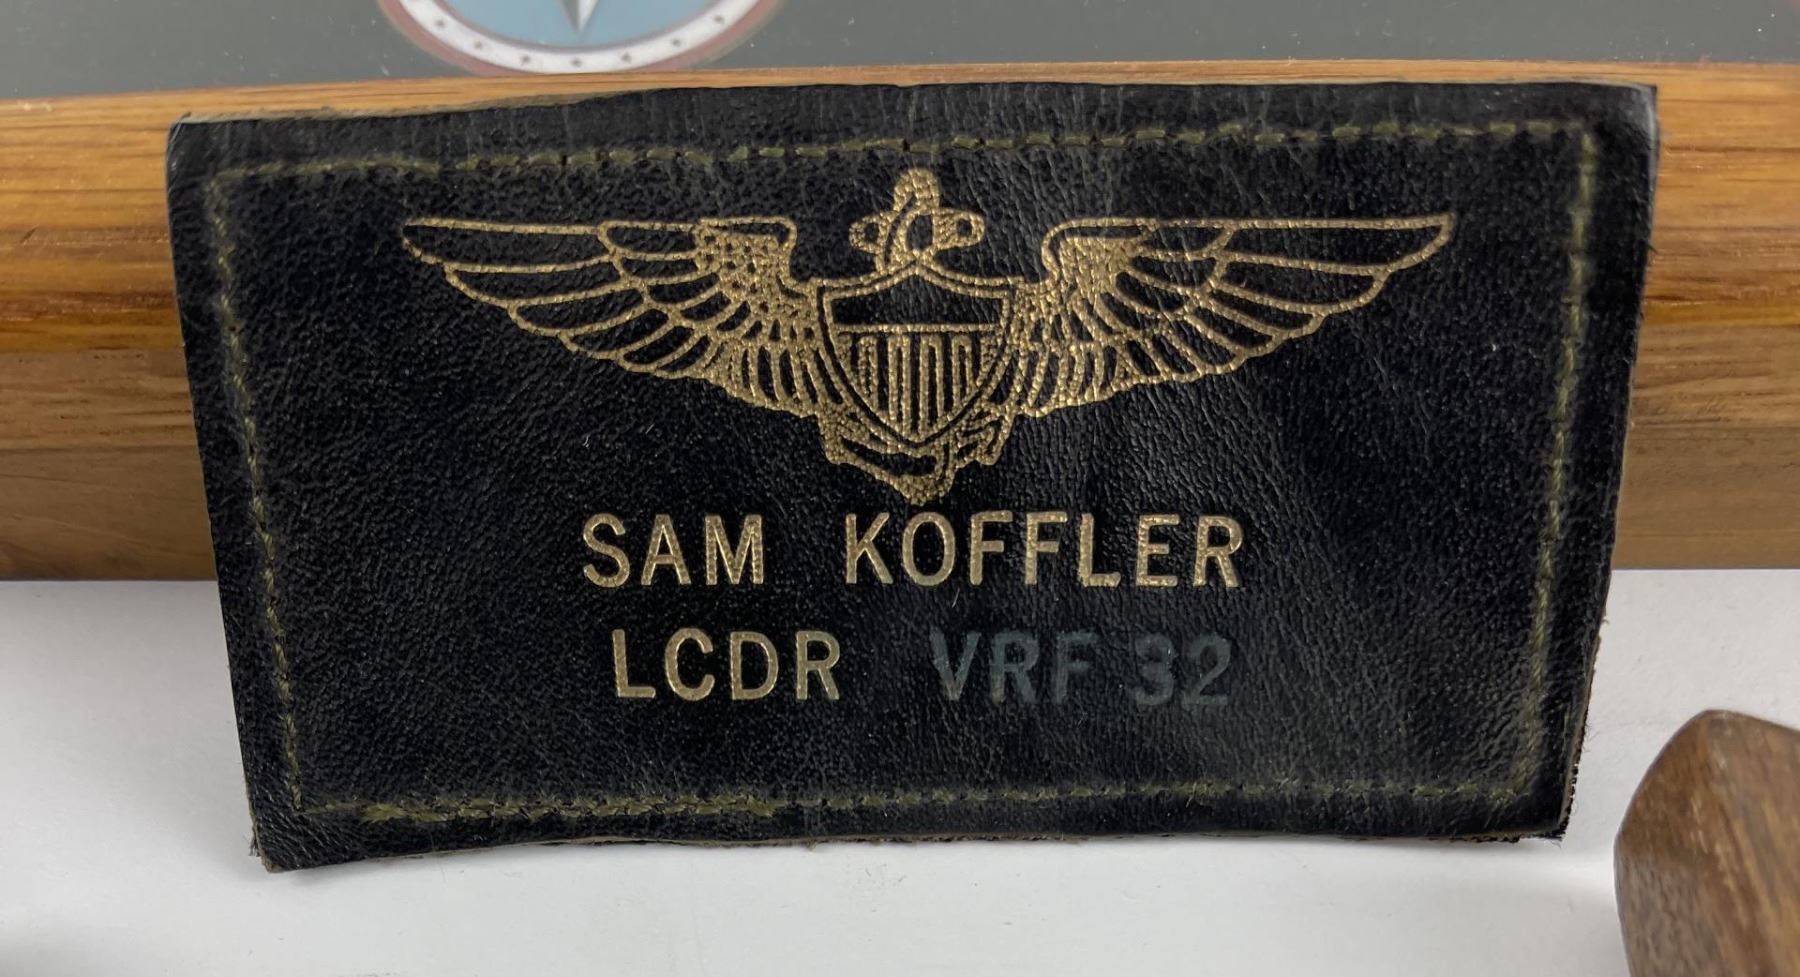 SAM KOFFLER
LCDR VRF 32